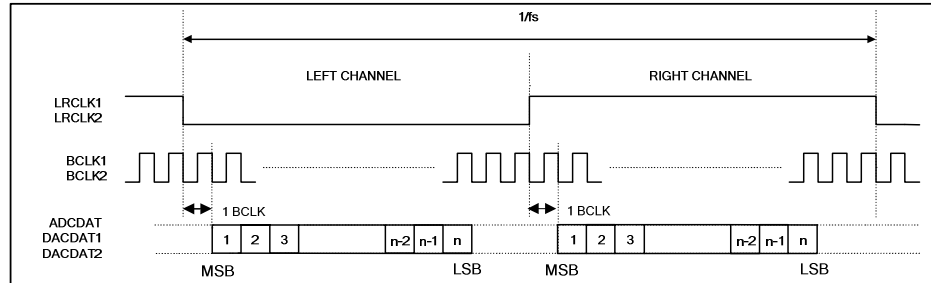 1/fs
LEFT CHANNEL RIGHT CHANNEL
LRCLK1
LRCLK2
BCLK1
BCLK2
1 BCLK 1 BCLK
ADCDAT
DACDAT1
DACDAT2
1 2 3 n-2 n-1 n 1 2 3 n-2 n-1 n
MSB LSB MSB LSB